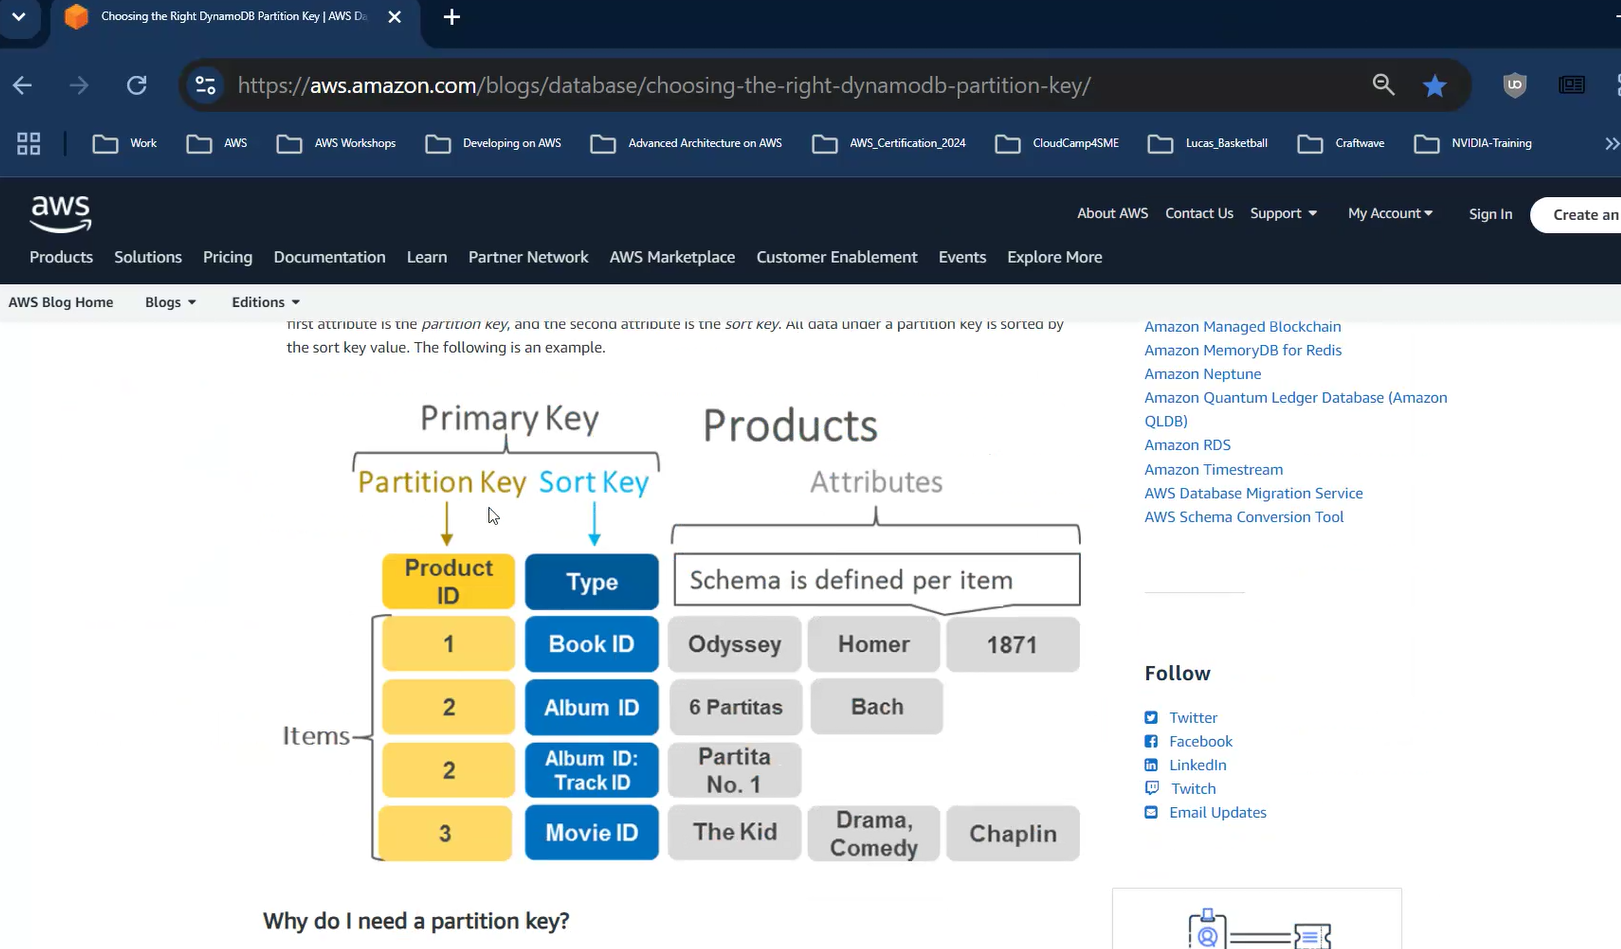 Choosing the Right DynamoDB Partition Key | AWS Da
https://aws.amazon.com/blogs/database/choosing-the-right-dynamodb-partition-key/
Work
AWS
AWS Workshops
Developing on AWS
Advanced Architecture on AWS
AWS_Certification_2024
CloudCamp4SME
Lucas_Basketball
Craftwave
NVIDIA-Training
aws
About AWS
Contact Us
Support
My Account
Sign In
Create an
Products
Solutions
Pricing
Documentation
Learn
Partner Network
AWS Marketplace
Customer Enablement
Events
Explore More
AWS Blog Home
Blogs
Editions
first attribute is the partition key, and the second attribute is the sort key. All data under a partition key is sorted by
the sort key value. The following is an example.
Primary Key
Products
Partition Key
Sort Key
Attributes
Product
ID
Type
Schema is defined per item
Items
1
Book ID
Odyssey
Homer
1871
2
Album ID
6 Partitas
Bach
2
Album ID:
Track ID
Partita
No. 1
3
Movie ID
The Kid
Drama,
Comedy
Chaplin
Why do I need a partition key?
Amazon Managed Blockchain
Amazon MemoryDB for Redis
Amazon Neptune
Amazon Quantum Ledger Database (Amazon
QLDB)
Amazon RDS
Amazon Timestream
AWS Database Migration Service
AWS Schema Conversion Tool
Follow
Twitter
Facebook
LinkedIn
Twitch
Email Updates